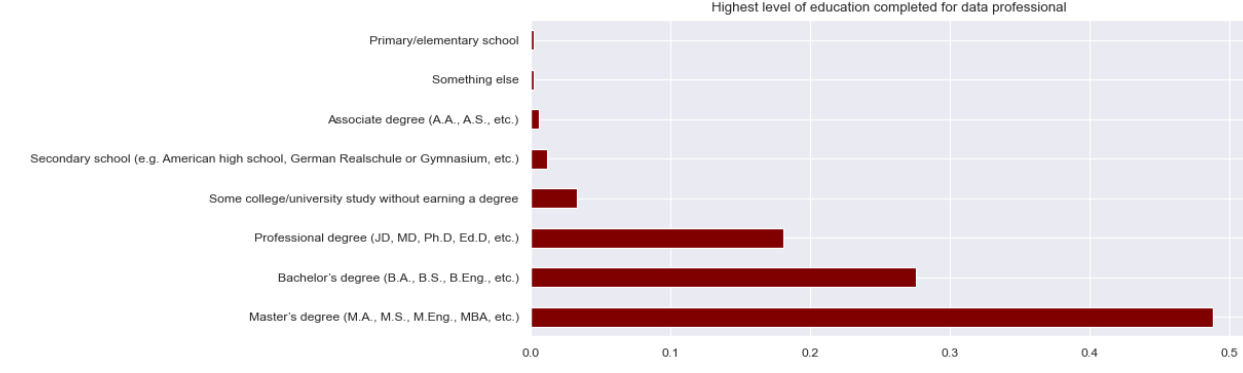 Highest level of education completed for data professional
Primary/elementary school
Something else
Associate degree (A.A., A.S., etc.)
Secondary school (e.g. American high school, German Realschule or Gymnasium, etc.)
Some college/university study without earning a degree
Professional degree (JD, MD, Ph.D, Ed.D, etc.)
Bachelor’s degree (B.A., B.S., B.Eng., etc.)
Master’s degree (M.A., M.S., M.Eng., MBA, etc.)
0.0 0.1 0.2 0.3 0.4 0.5